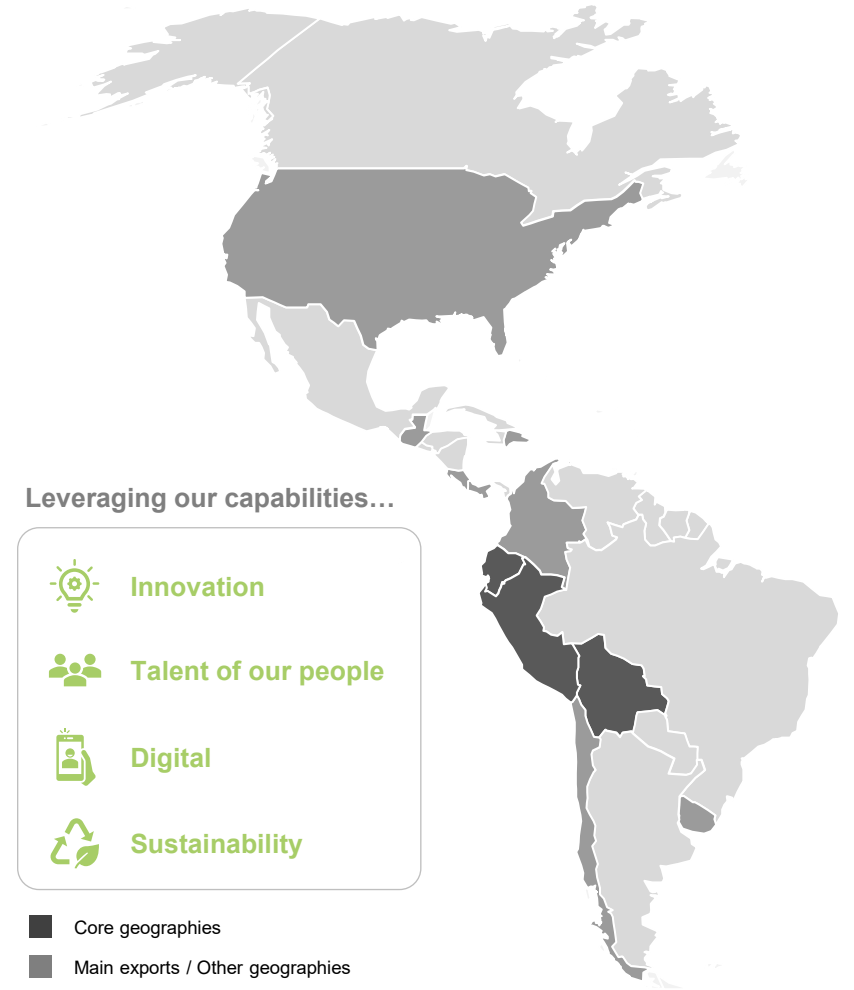 Leveraging our capabilities…
Innovation
Talent of our people
Digital
Sustainability
Core geographies
Main exports / Other geographies